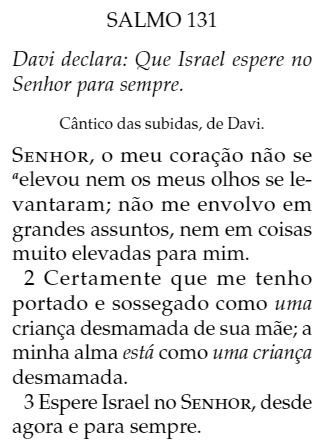 SALMO 131
Davi declara: Que Israel espere no
Senhor para sempre.
Cântico das subidas, de Davi.
SENHOR, o meu coração não se
ᵃelevou nem os meus olhos se le-
vantaram; não me envolvo em
grandes assuntos, nem em coisas
muito elevadas para mim.
2 Certamente que me tenho
portado e sossegado como uma
criança desmamada de sua mãe; a
minha alma está como uma criança
desmamada.
3 Espere Israel no SENHOR, desde
agora e para sempre.